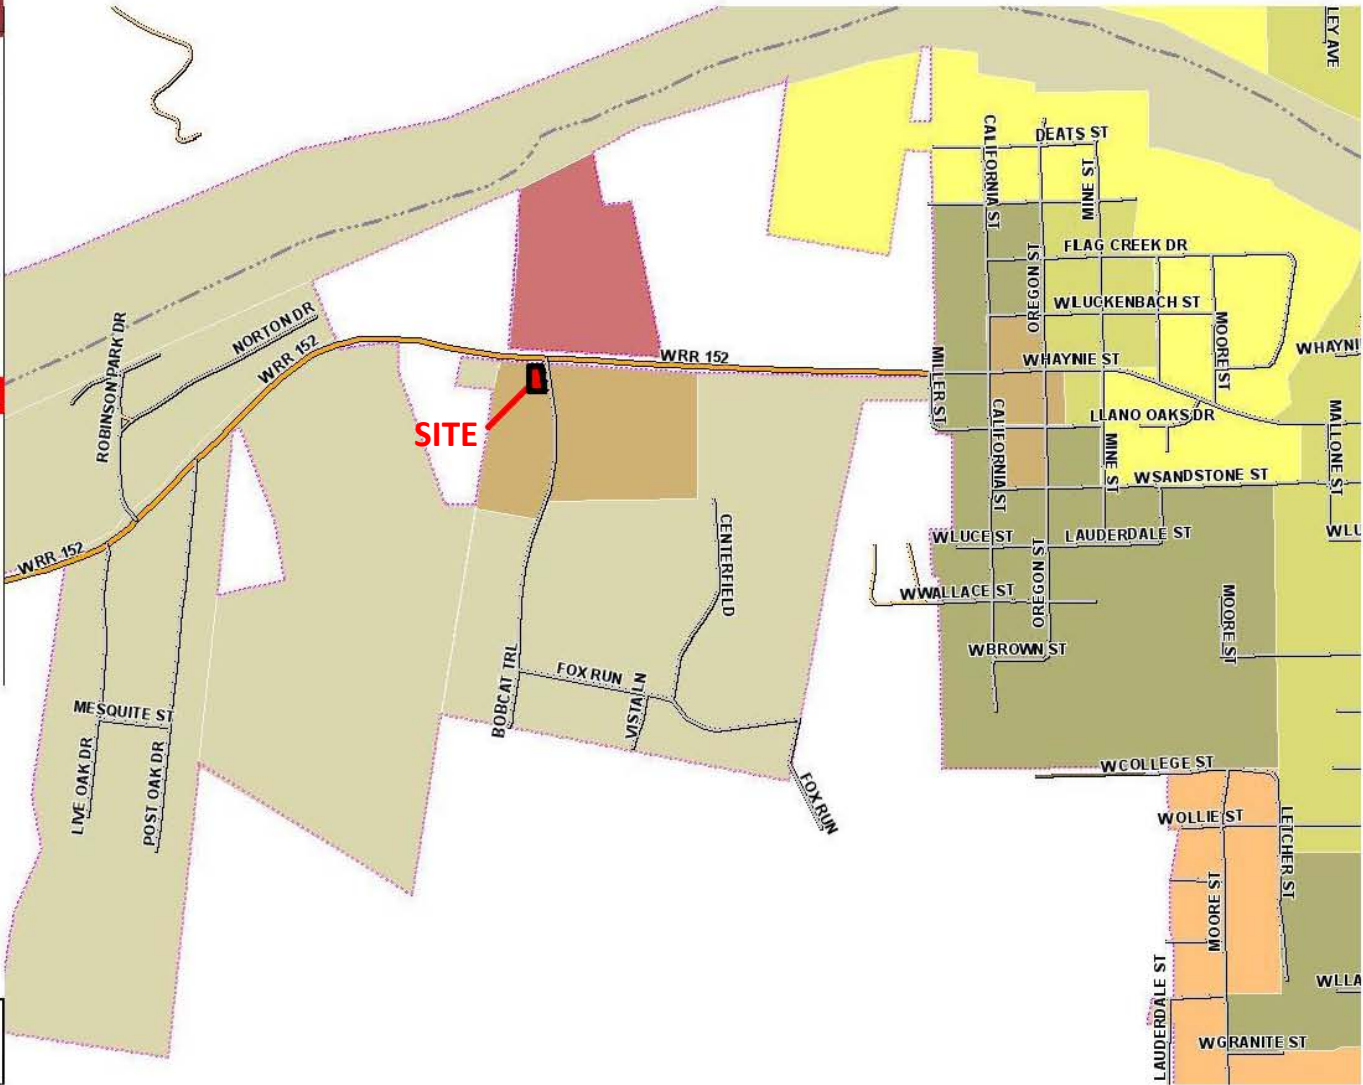 LEY AVE
CALIFORNIA ST
DEATS ST
MINE ST
FLAG CREEK DR
OREGON ST
W LUCKENBACH ST
ROBINSON PARK DR
NORTON DR
WRR 152
MOORE ST
WRR 152
MILLER ST
W HAYNIE ST
W HAYNI
SITE
CALIFORNIA ST
LLANO OAKS DR
MALLONE ST
MINE ST
W SANDSTONE ST
CENTERFIELD
WRR 152
W LUCE ST
LAUDERDALE ST
W LU
OREGON ST
W WALLACE ST
MOORE ST
W BROWN ST
BOBCAT TRL
FOX RUN
VISTA LN
MESQUITE ST
LIVE OAK DR
POST OAK DR
W COLLEGE ST
FOX RUN
W OLLIE ST
LETCHER ST
MOORE ST
LAUDERDALE ST
W LLA
W GRANITE ST